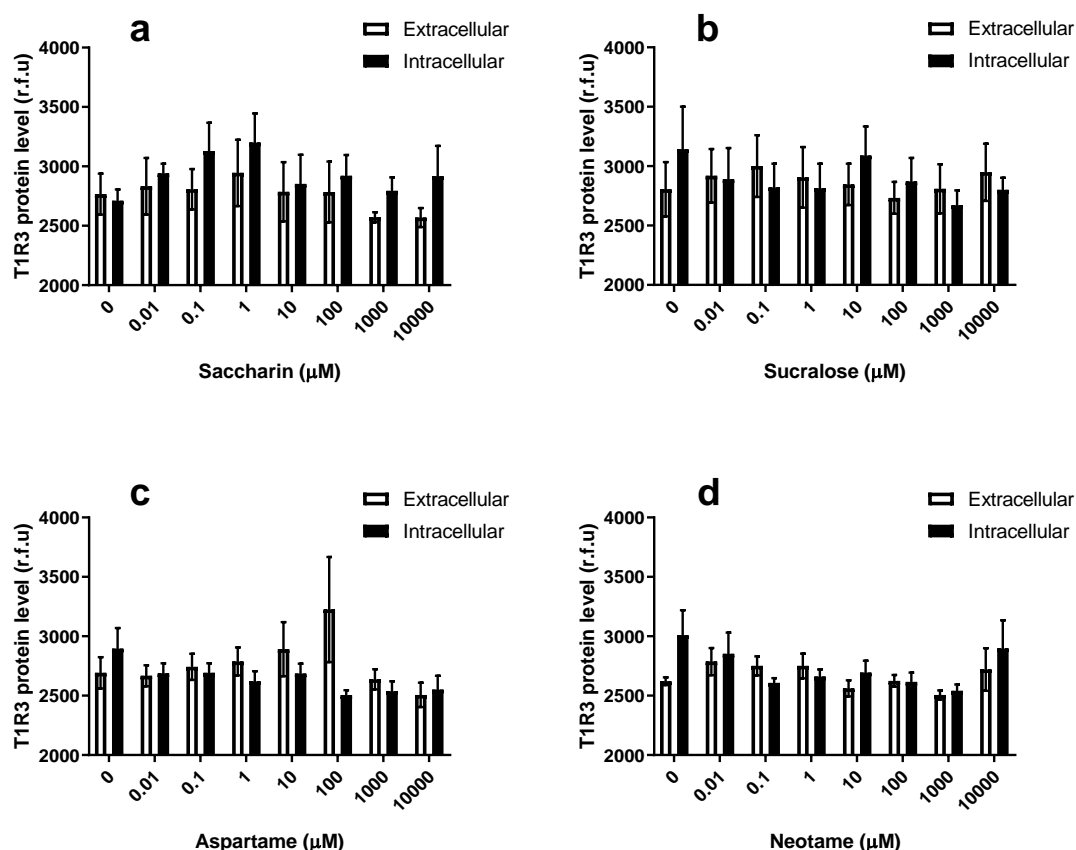 a
Extracellular
Intracellular
T1R3 protein level (r.f.u)
4000
3500
3000
2500
2000
0 0.01 0.1 1 10 100 1000 10000
Saccharin (μM)
b
Extracellular
Intracellular
T1R3 protein level (r.f.u)
4000
3500
3000
2500
2000
0 0.01 0.1 1 10 100 1000 10000
Sucralose (μM)
c
Extracellular
Intracellular
T1R3 protein level (r.f.u)
4000
3500
3000
2500
2000
0 0.01 0.1 1 10 100 1000 10000
Aspartame (μM)
d
Extracellular
Intracellular
T1R3 protein level (r.f.u)
4000
3500
3000
2500
2000
0 0.01 0.1 1 10 100 1000 10000
Neotame (μM)